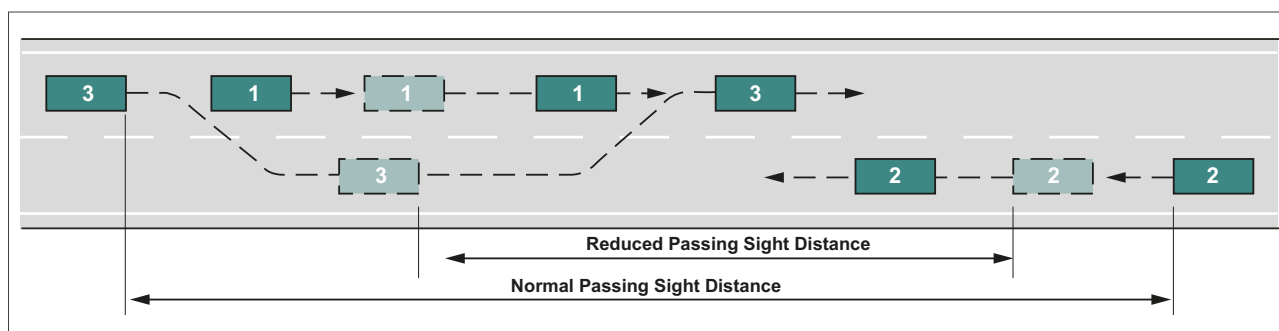 3 1 1 1 3
3 2 2 2
Reduced Passing Sight Distance
Normal Passing Sight Distance